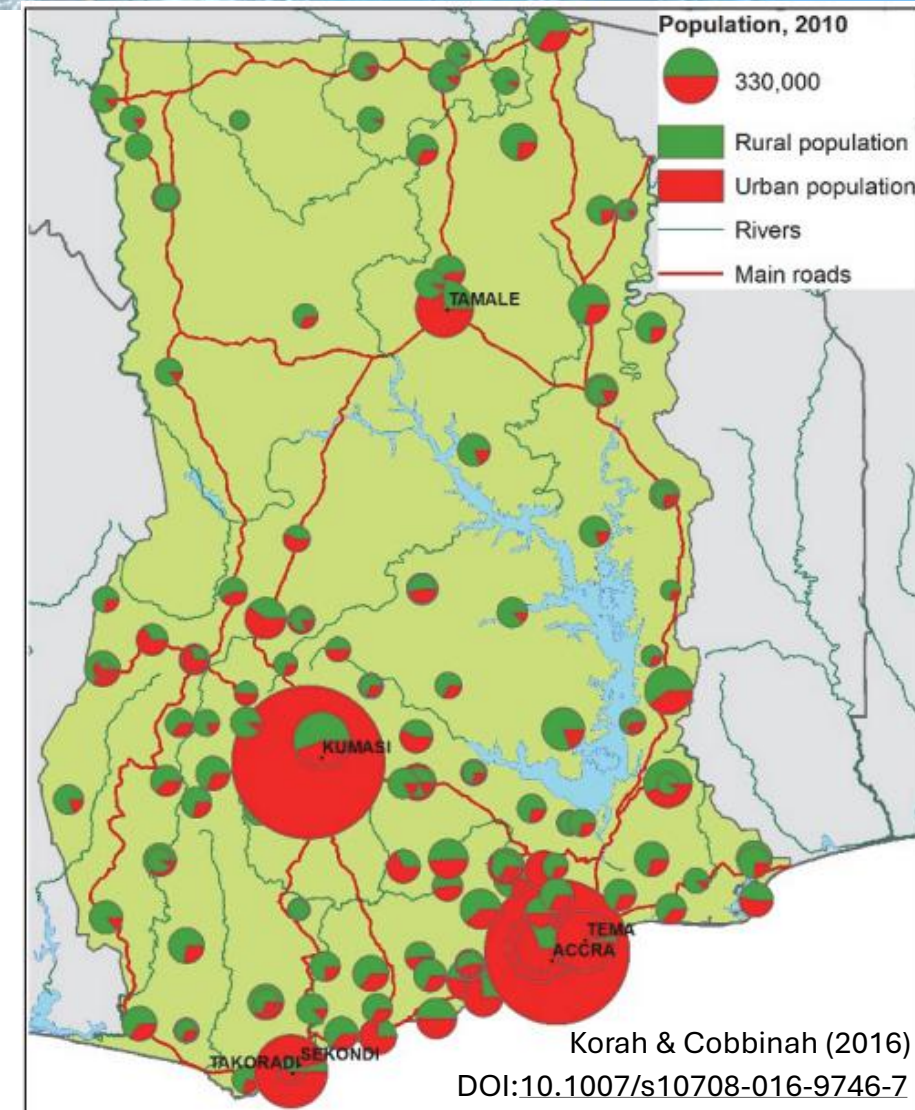 Population, 2010
330,000
Rural population
Urban population
Rivers
Main roads
TAMALE
KUMASI
TEMA
ACCRA
SEKONDI
TAKORADI
Korah & Cobbinah (2016)
DOI:10.1007/s10708-016-9746-7